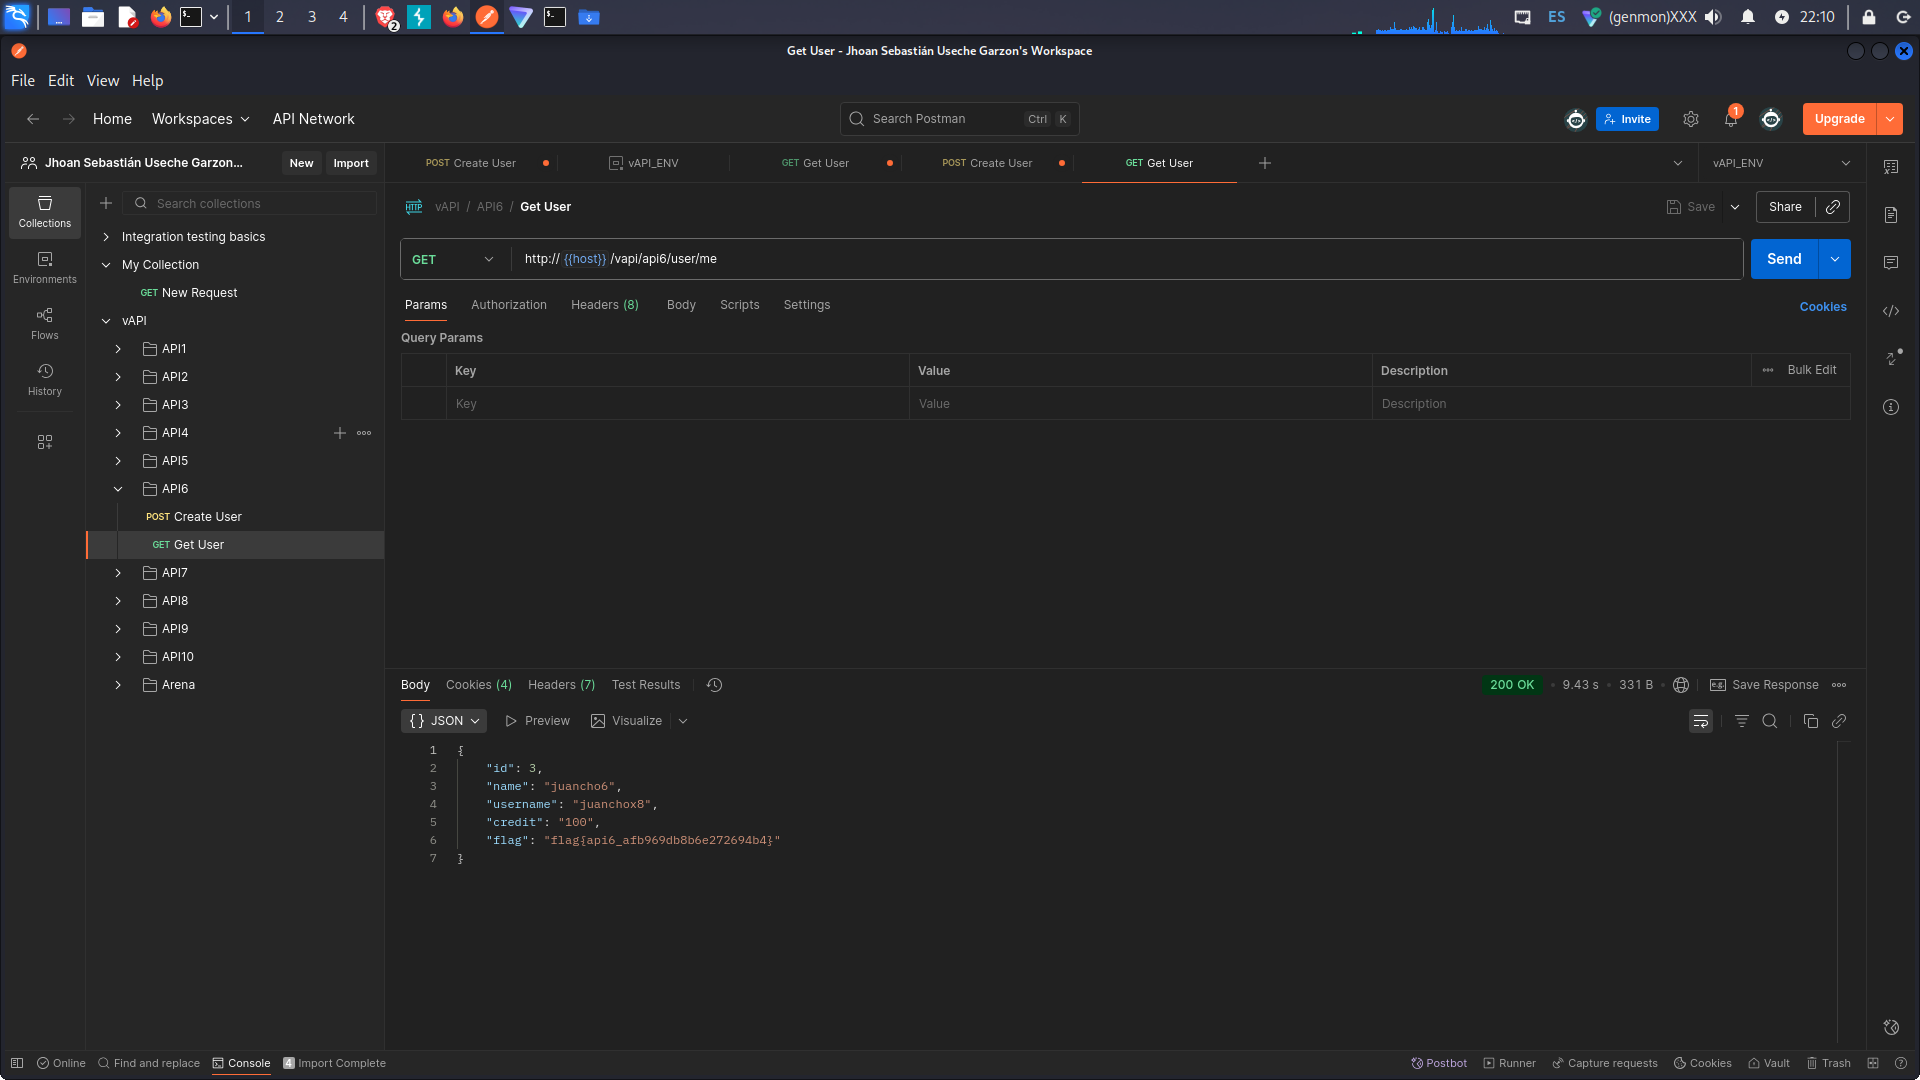 1 2 3 4 2 ES (genmon)XXX 22:10
Get User - Jhoan Sebastián Useche Garzon's Workspace
File Edit View Help
Home Workspaces API Network Search Postman Ctrl K Invite 1 Upgrade
Jhoan Sebastián Useche Garzon... New Import POST Create User vAPI_ENV GET Get User POST Create User GET Get User vAPI_ENV
Collections
Environments
Flows
History
Search collections
Integration testing basics
My Collection
GET New Request
vAPI
API1
API2
API3
API4
API5
API6
POST Create User
GET Get User
API7
API8
API9
API10
Arena
HTTP vAPI / API6 / Get User Save Share
GET http:// {{host}} /vapi/api6/user/me Send
Params Authorization Headers (8) Body Scripts Settings Cookies
Query Params
Key Value Description Bulk Edit
Key Value Description
Body Cookies (4) Headers (7) Test Results 200 OK 9.43 s 331 B e.g. Save Response
{} JSON Preview Visualize
1 {
2 "id": 3,
3 "name": "juancho6",
4 "username": "juanchox8",
5 "credit": "100",
6 "flag": "flag{api6_afb969db8b6e272694b4}"
7 }
Online Find and replace Console 4 Import Complete Postbot Runner Capture requests Cookies Vault Trash